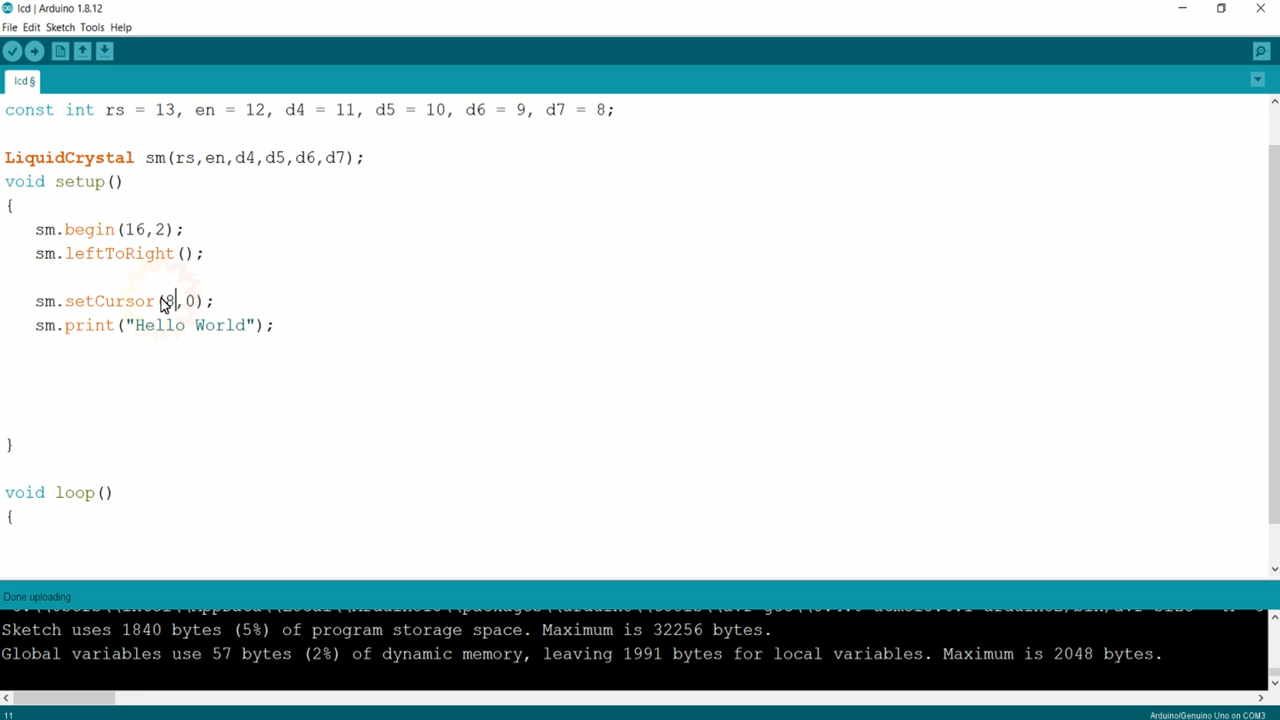 lcd | Arduino 1.8.12
File Edit Sketch Tools Help
lcd §
const int rs = 13, en = 12, d4 = 11, d5 = 10, d6 = 9, d7 = 8;
LiquidCrystal sm(rs,en,d4,d5,d6,d7);
void setup()
{
sm.begin(16,2);
sm.leftToRight();
sm.setCursor(8,0);
sm.print("Hello World");
}
void loop()
{
Done uploading.
Sketch uses 1840 bytes (5%) of program storage space. Maximum is 32256 bytes.
Global variables use 57 bytes (2%) of dynamic memory, leaving 1991 bytes for local variables. Maximum is 2048 bytes.
11
Arduino/Genuino Uno on COM3